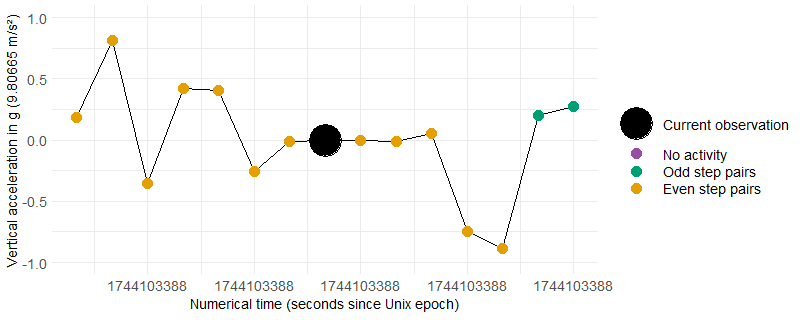 Vertical acceleration in g (9.80665 m/s²)
1.0
0.5
0.0
-0.5
-1.0
1744103388 1744103388 1744103388 1744103388 1744103388
Numerical time (seconds since Unix epoch)
Current observation
No activity
Odd step pairs
Even step pairs